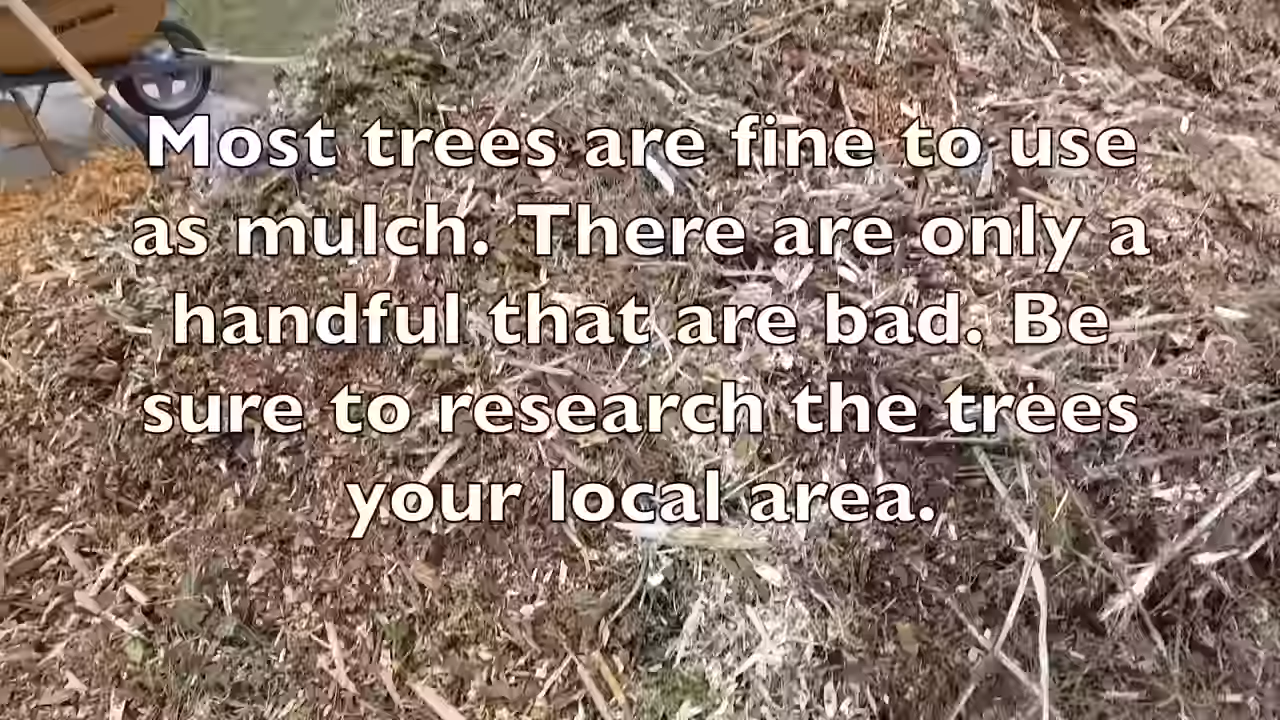 Most trees are fine to use
as mulch. There are only a
handful that are bad. Be
sure to research the trees
your local area.